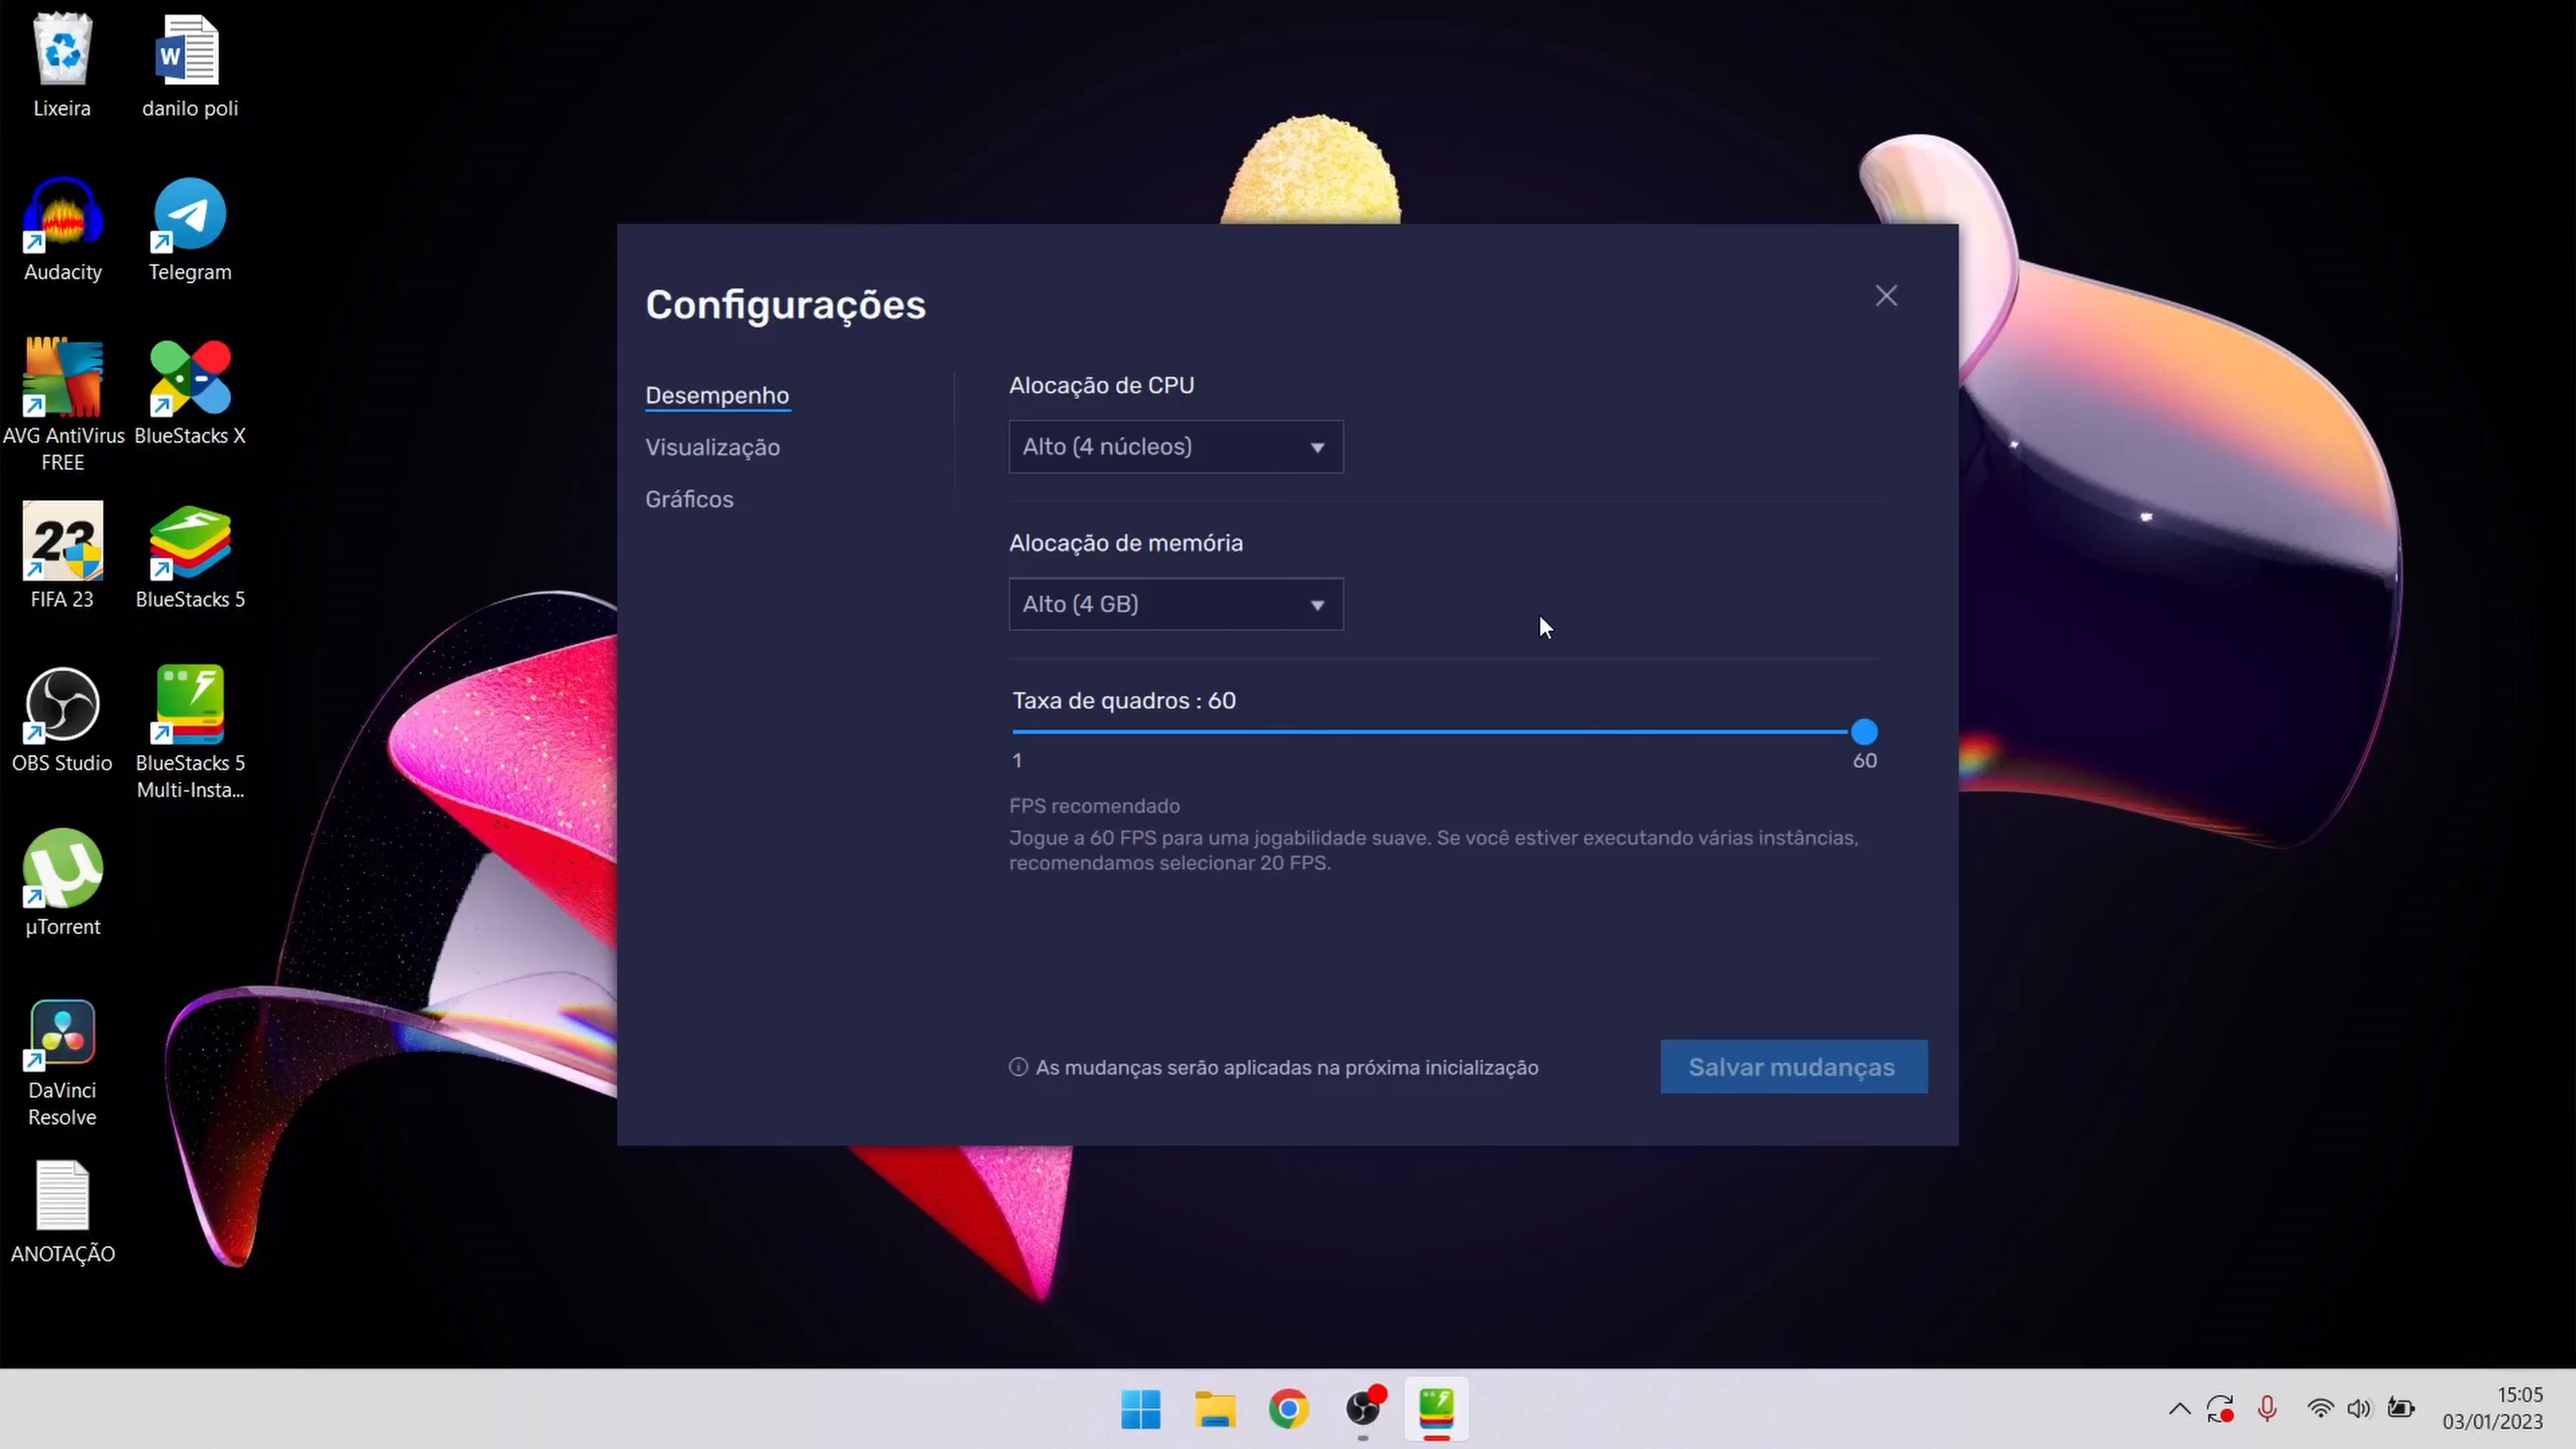 Lixeira
danilo poli
W
Audacity
Telegram
AVG AntiVirus
FREE
BlueStacks X
23
FIFA 23
BlueStacks 5
OBS Studio
BlueStacks 5
Multi-Insta...
µ
µTorrent
DaVinci
Resolve
ANOTAÇÃO
Configurações
Desempenho
Visualização
Gráficos
Alocação de CPU
Alto (4 núcleos)
Alocação de memória
Alto (4 GB)
Taxa de quadros : 60
1
60
FPS recomendado
Jogue a 60 FPS para uma jogabilidade suave. Se você estiver executando várias instâncias,
recomendamos selecionar 20 FPS.
As mudanças serão aplicadas na próxima inicialização
Salvar mudanças
15:05
03/01/2023